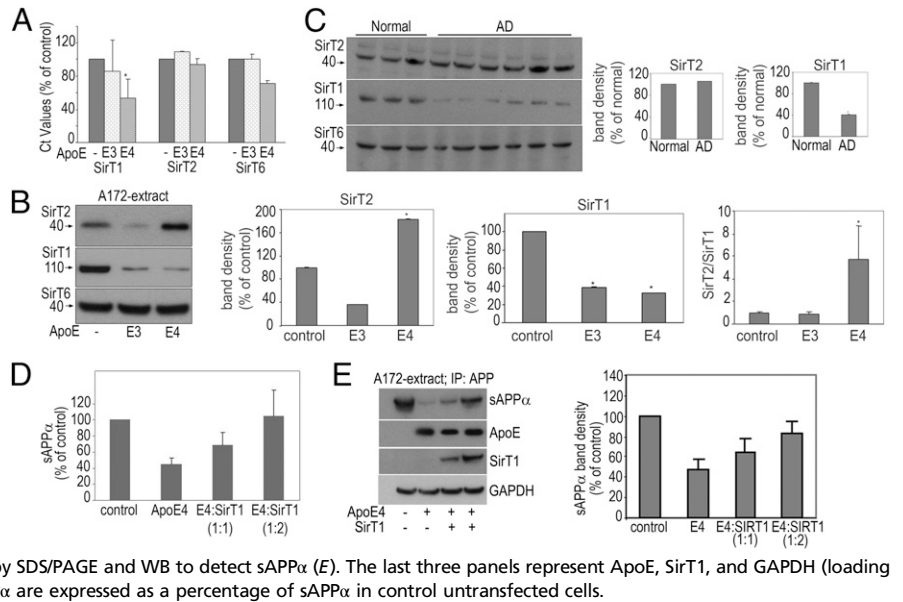 A
Ct Values (% of control)
120
80
40
0
ApoE - E3 E4 - E3 E4 - E3 E4
SirT1 SirT2 SirT6
C
Normal AD
SirT2
40→
SirT1
110→
SirT6
40→
SirT2
band density
(% of normal)
120
80
40
0
Normal AD
SirT1
band density
(% of normal)
120
80
40
0
Normal AD
B
A172-extract
SirT2
40→
SirT1
110→
SirT6
40→
ApoE - E3 E4
SirT2
band density
(% of control)
200
160
120
80
40
0
control E3 E4
*
SirT1
band density
(% of control)
100
80
60
40
20
0
control E3 E4
* *
SirT2/SirT1
10
8
6
4
2
0
control E3 E4
*
D
sAPPα
(% of control)
120
100
80
60
40
20
0
control ApoE4 E4:SirT1 E4:SirT1
(1:1) (1:2)
E
A172-extract; IP: APP
sAPPα
ApoE
SirT1
GAPDH
ApoE4 - + + +
SirT1 - - + +
sAPPα band density
(% of control)
140
120
100
80
60
40
20
0
control E4 E4:SIRT1 E4:SIRT1
(1:1) (1:2)
by SDS/PAGE and WB to detect sAPPα (E). The last three panels represent ApoE, SirT1, and GAPDH (loading
α are expressed as a percentage of sAPPα in control untransfected cells.